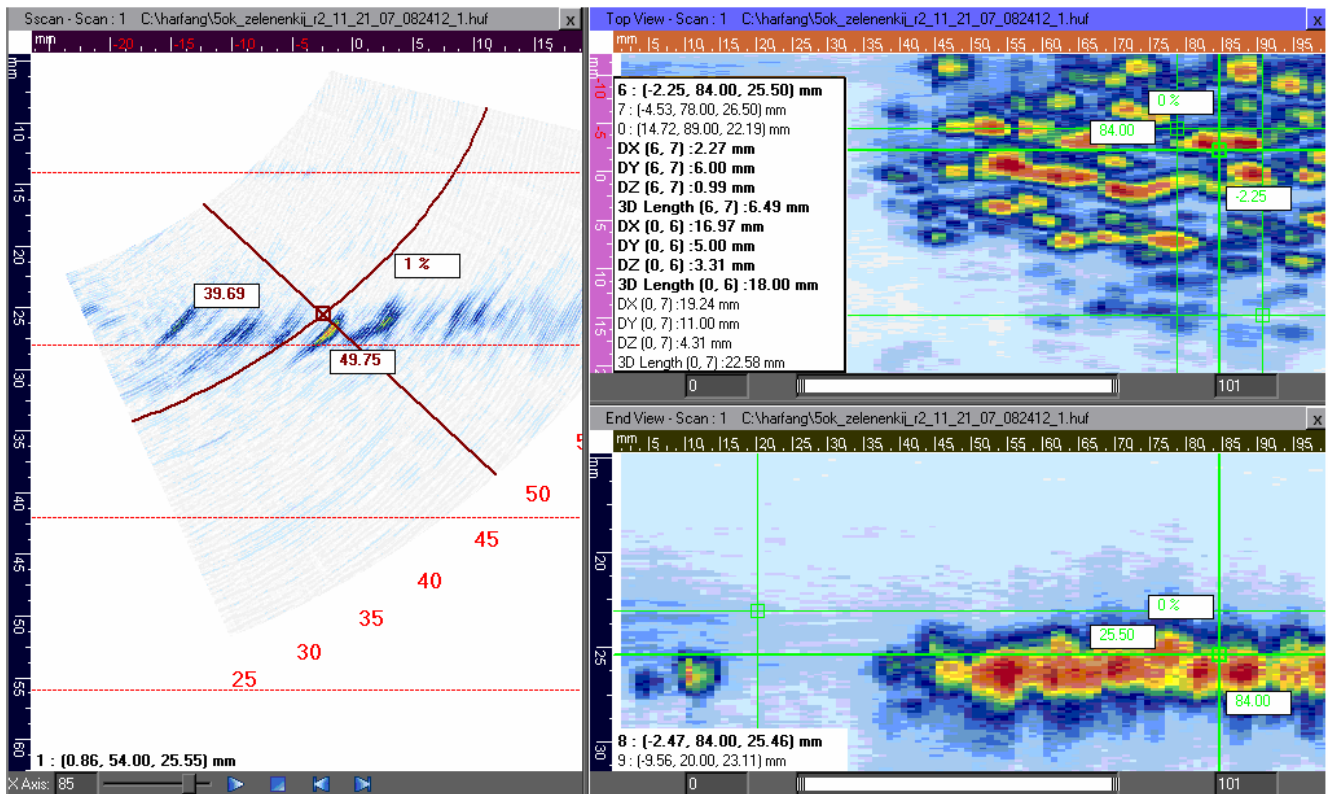 Sscan - Scan : 1 C:\harfang\5ok_zelenenkij_r2_11_21_07_082412_1.huf x
mm -20 -15 -10 -5 0 5 10 15
mm
10
15
20
25
30
35
40
45
50
55
60
1 %
39.69
49.75
50
45
40
35
30
25
1 : (0.86, 54.00, 25.55) mm
X Axis: 85
Top View - Scan : 1 C:\harfang\5ok_zelenenkij_r2_11_21_07_082412_1.huf x
mm 5 10 15 20 25 30 35 40 45 50 55 60 65 70 75 80 85 90 95
mm
-10
-5
10
5
10
15
6 : (-2.25, 84.00, 25.50) mm
7 : (-4.53, 78.00, 26.50) mm
0 : (14.72, 89.00, 22.19) mm
DX (6, 7) :2.27 mm
DY (6, 7) :6.00 mm
DZ (6, 7) :0.99 mm
3D Length (6, 7) :6.49 mm
DX (0, 6) :16.97 mm
DY (0, 6) :5.00 mm
DZ (0, 6) :3.31 mm
3D Length (0, 6) :18.00 mm
DX (0, 7) :19.24 mm
DY (0, 7) :11.00 mm
DZ (0, 7) :4.31 mm
3D Length (0, 7) :22.58 mm
0 %
84.00
-2.25
0 101
End View - Scan : 1 C:\harfang\5ok_zelenenkij_r2_11_21_07_082412_1.huf x
mm 5 10 15 20 25 30 35 40 45 50 55 60 65 70 75 80 85 90 95
mm
20
25
30
0 %
25.50
84.00
8 : (-2.47, 84.00, 25.46) mm
9 : (-9.56, 20.00, 23.11) mm
0 101